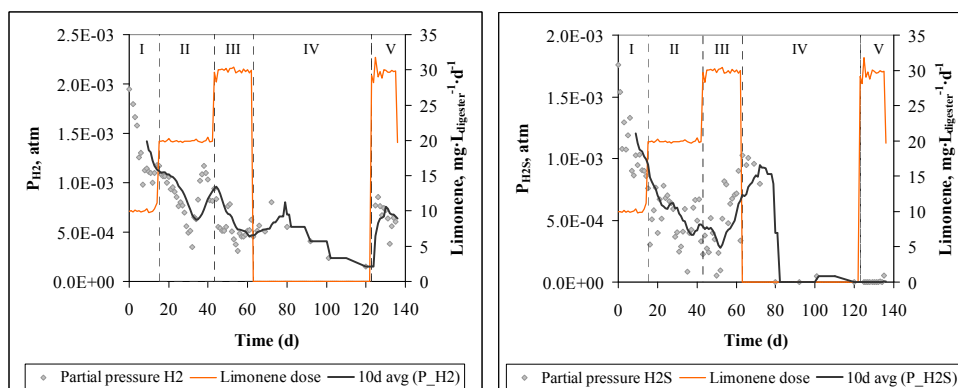 I II III IV V
2.5E-03
2.0E-03
1.5E-03
1.0E-03
5.0E-04
0.0E+00
P_H2, atm
35
30
25
20
15
10
5
0
Limonene, mg·L_digester^-1·d^-1
0 20 40 60 80 100 120 140
Time (d)
Partial pressure H2 Limonene dose 10d avg (P_H2)
I II III IV V
2.0E-03
1.5E-03
1.0E-03
5.0E-04
0.0E+00
P_H2S, atm
35
30
25
20
15
10
5
0
Limonene, mg·L_digester^-1·d^-1
0 20 40 60 80 100 120 140
Time (d)
Partial pressure H2S Limonene dose 10d avg (P_H2S)